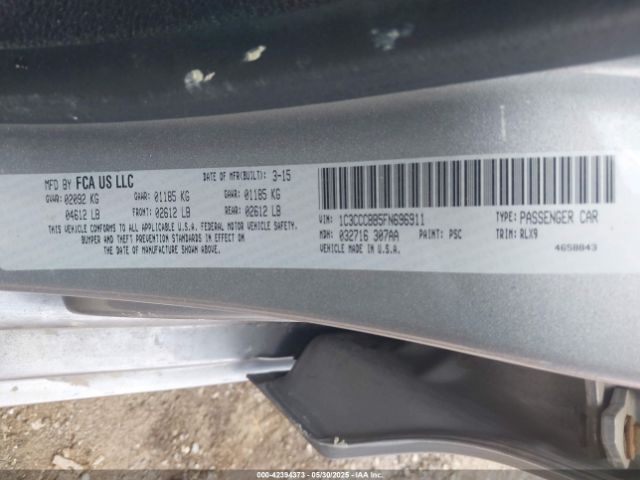 MFD BY FCA US LLC DATE OF MFR(BUILT): 3-15
GVWR: 02092 KG GAWR: 01185 KG GAWR: 01185 KG
04612 LB FRONT: 02612 LB REAR: 02612 LB
THIS VEHICLE CONFORMS TO ALL APPLICABLE U.S.A. FEDERAL MOTOR VEHICLE SAFETY,
BUMPER AND THEFT PREVENTION STANDARDS IN EFFECT ON
THE DATE OF MANUFACTURE SHOWN ABOVE.
VIN: 1C3CCCBB5FN696911 TYPE: PASSENGER CAR
MDH: 032716 307AA PAINT: PSC TRIM: RLX9
VEHICLE MADE IN U.S.A. 4658843
000-42394373 - 05/30/2025 - © IAA Holdings, LLC